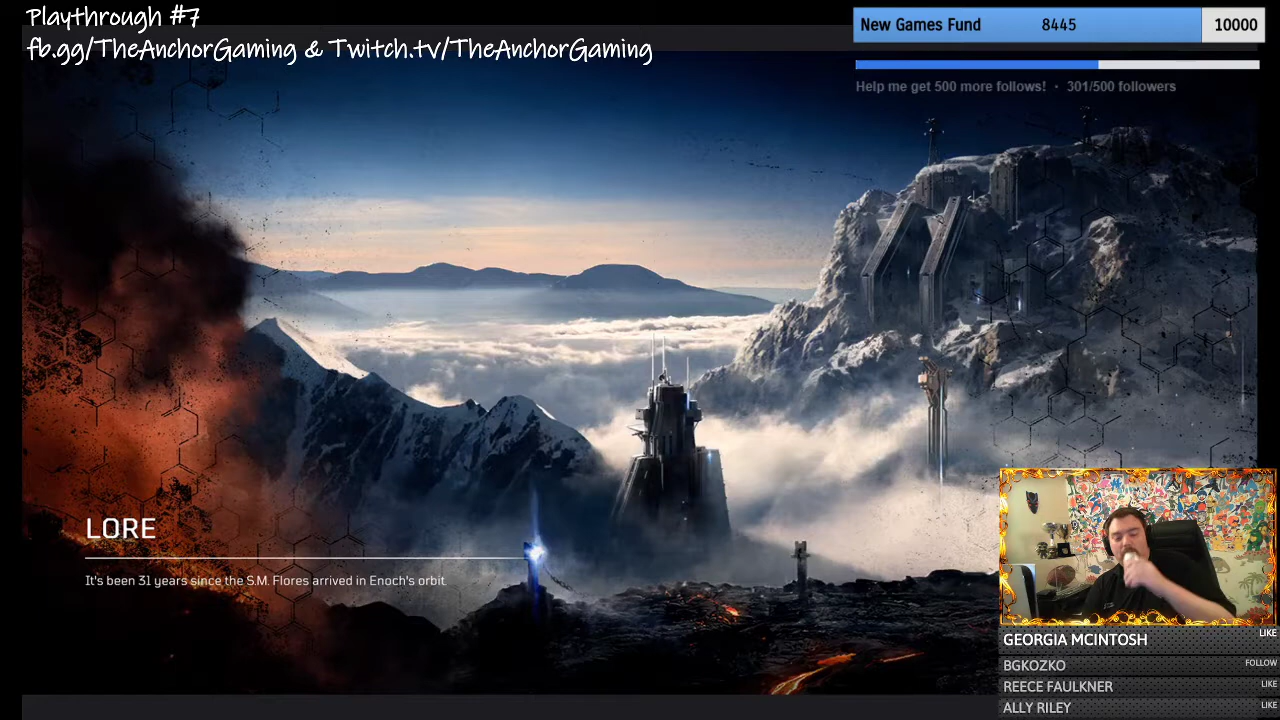 Playthrough #7
fb.gg/TheAnchorGaming & Twitch.tv/TheAnchorGaming
New Games Fund 8445 10000
Help me get 500 more follows! · 301/500 followers
LORE
It's been 31 years since the S.M. Flores arrived in Enoch's orbit.
GEORGIA MCINTOSH LIKE
BGKOZKO FOLLOW
REECE FAULKNER LIKE
ALLY RILEY LIKE